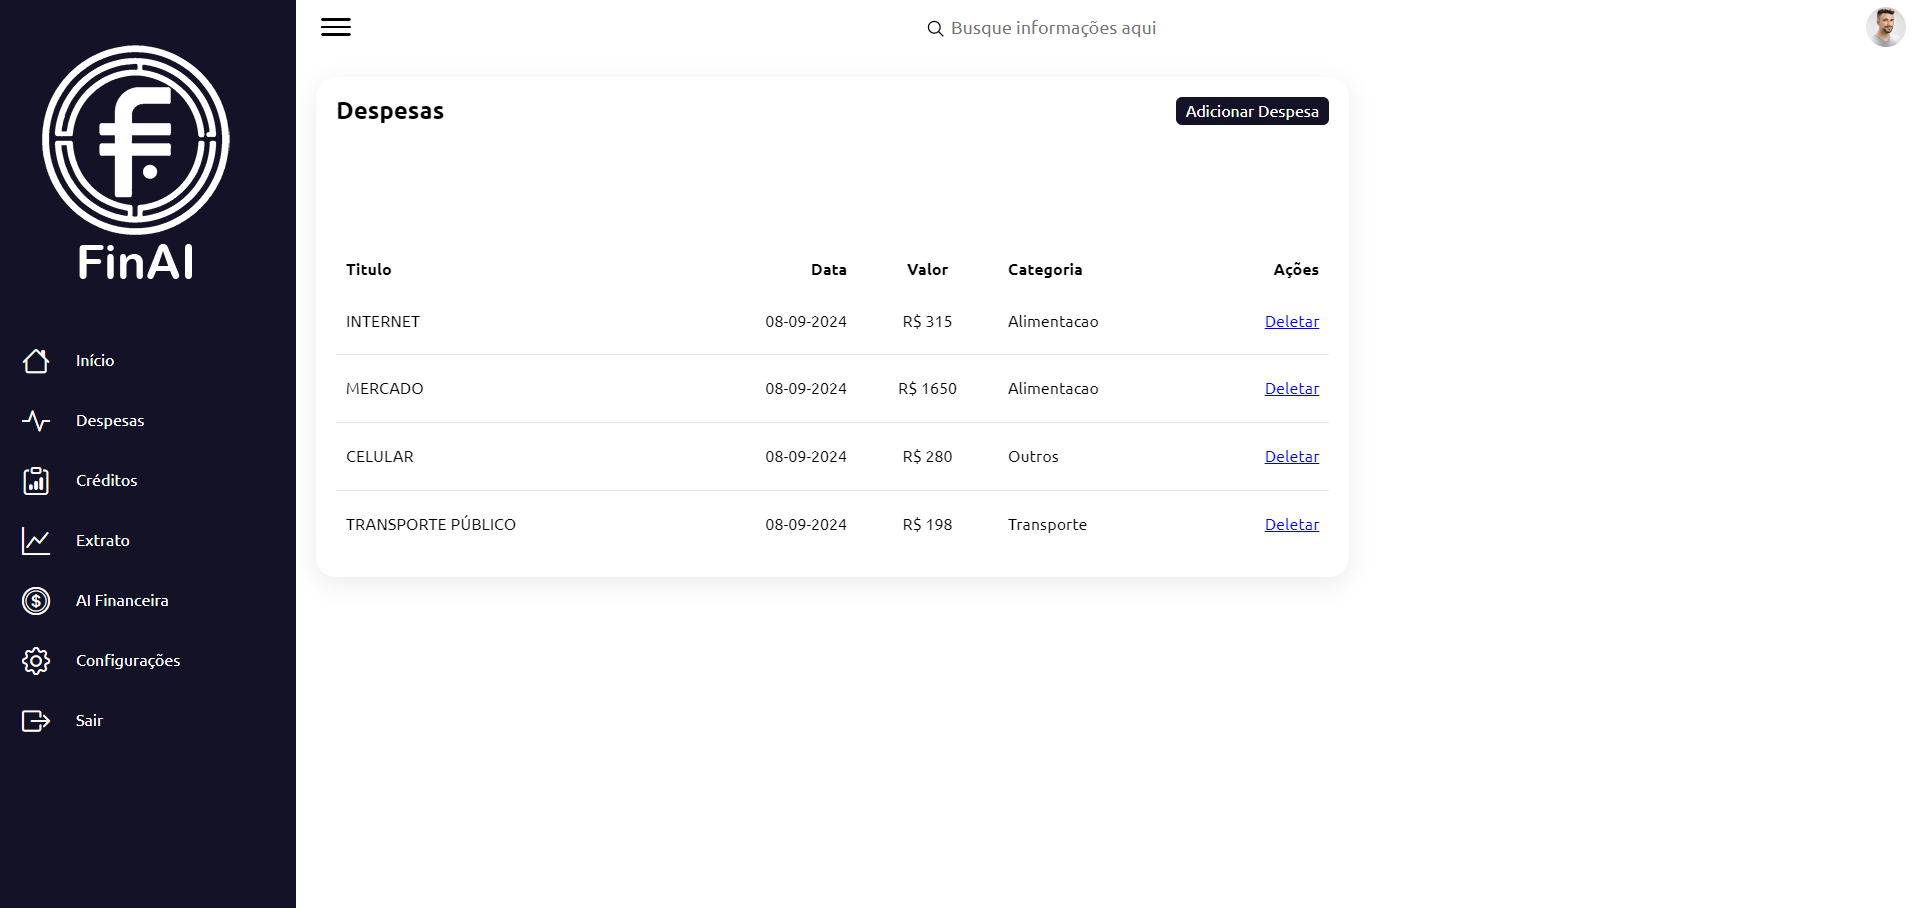 FinAI
Início
Despesas
Créditos
Extrato
AI Financeira
Configurações
Sair
Busque informações aqui
Despesas
Adicionar Despesa
Titulo Data Valor Categoria Ações
INTERNET 08-09-2024 R$ 315 Alimentacao Deletar
MERCADO 08-09-2024 R$ 1650 Alimentacao Deletar
CELULAR 08-09-2024 R$ 280 Outros Deletar
TRANSPORTE PÚBLICO 08-09-2024 R$ 198 Transporte Deletar